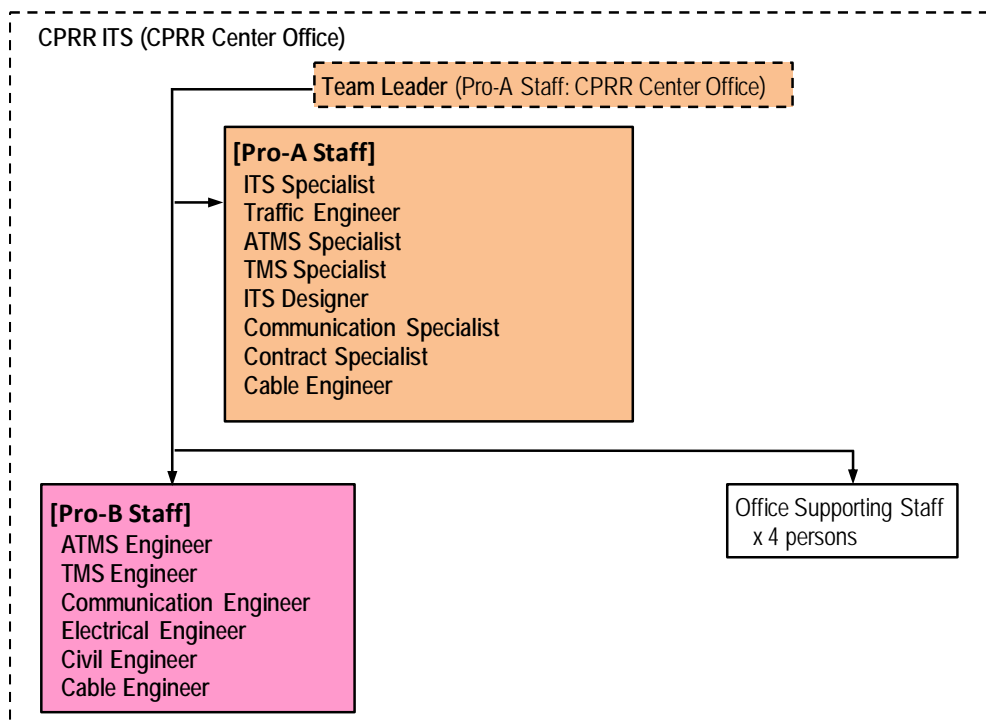 CPRR ITS (CPRR Center Office)
Team Leader (Pro-A Staff: CPRR Center Office)
[Pro-A Staff]
ITS Specialist
Traffic Engineer
ATMS Specialist
TMS Specialist
ITS Designer
Communication Specialist
Contract Specialist
Cable Engineer
[Pro-B Staff]
ATMS Engineer
TMS Engineer
Communication Engineer
Electrical Engineer
Civil Engineer
Cable Engineer
Office Supporting Staff
x 4 persons